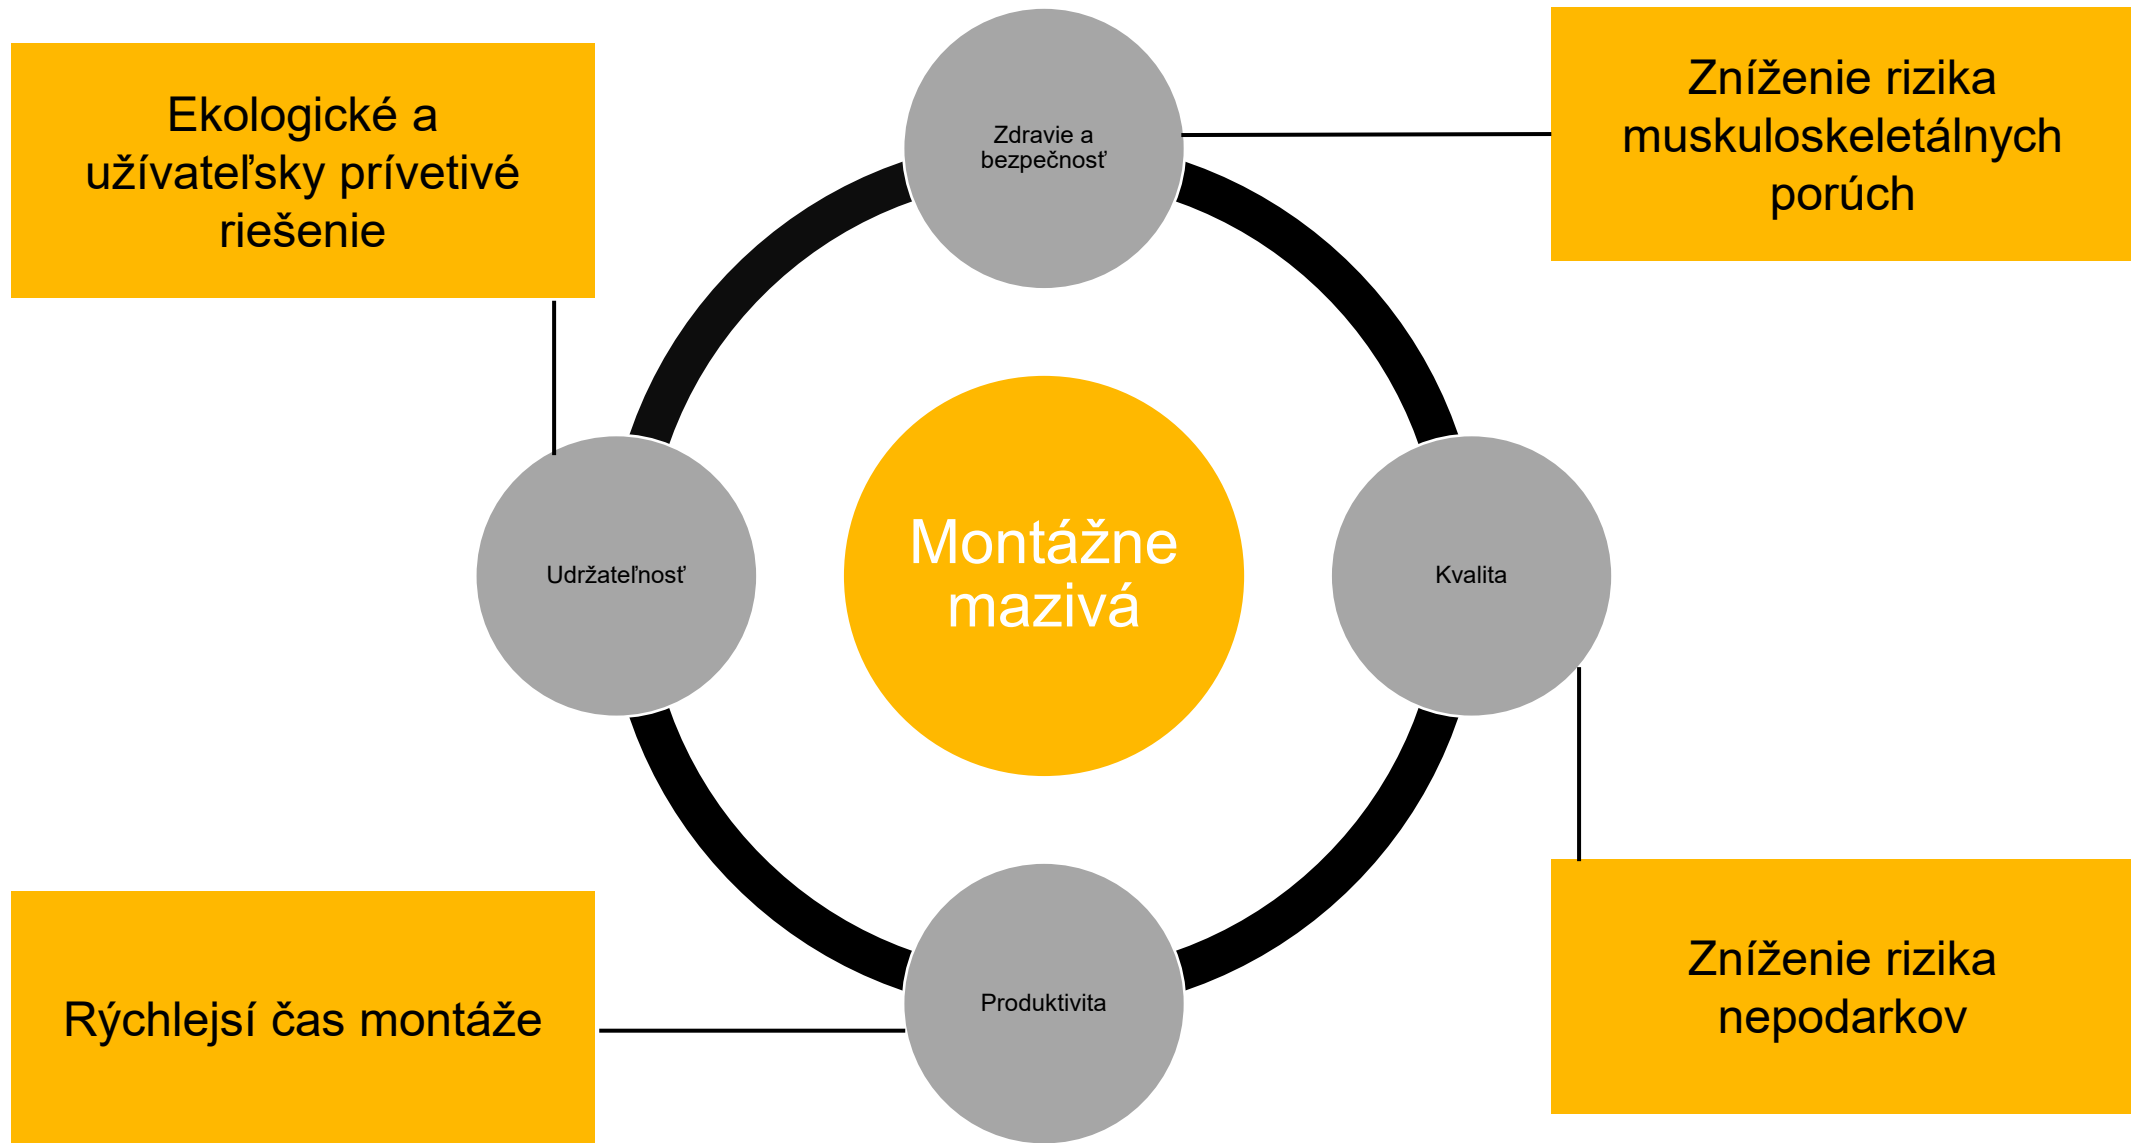 Ekologické a
užívateľsky prívetivé
riešenie
Zdravie a
bezpečnosť
Zníženie rizika
muskuloskeletálnych
porúch
Udržateľnosť
Montážne
mazivá
Kvalita
Rýchlejsí čas montáže
Produktivita
Zníženie rizika
nepodarkov